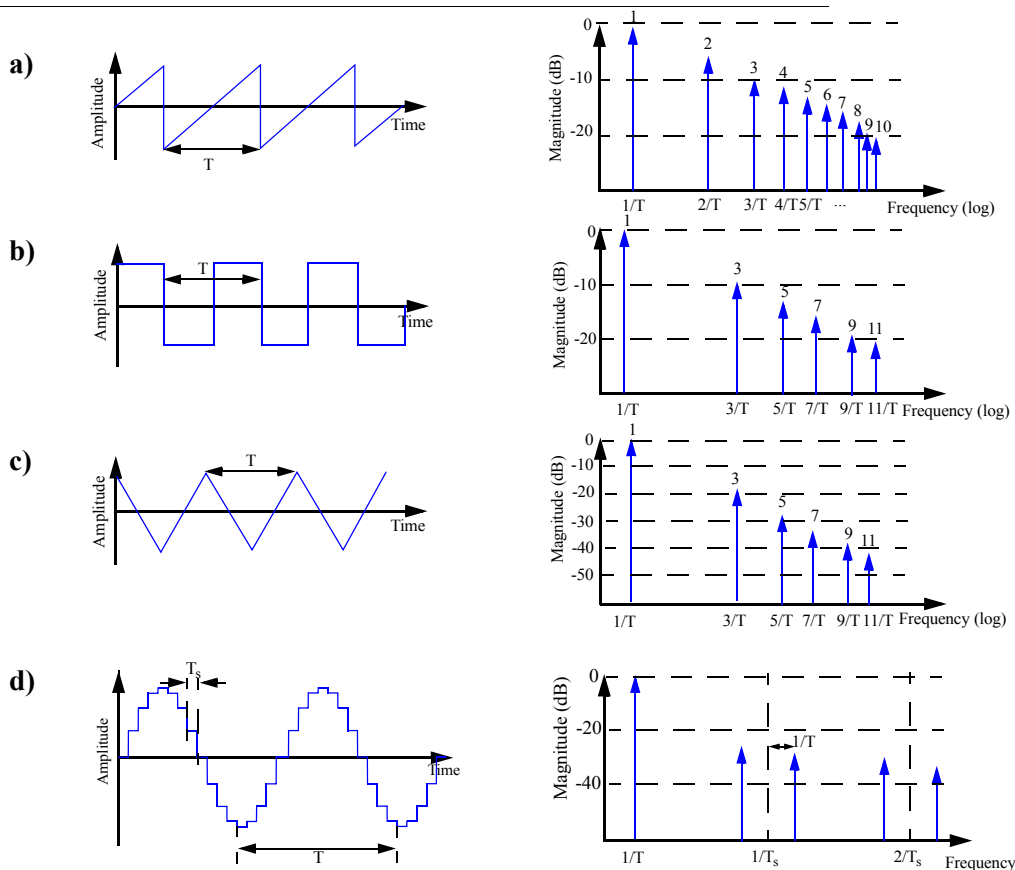 a)
Amplitude
Time
T
Magnitude (dB)
0
-10
-20
1
2
3
4
5
6
7
8
9
10
1/T
2/T
3/T
4/T
5/T
...
Frequency (log)
b)
Amplitude
Time
T
Magnitude (dB)
0
-10
-20
1
3
5
7
9
11
1/T
3/T
5/T
7/T
9/T
11/T
Frequency (log)
c)
Amplitude
Time
T
Magnitude (dB)
0
-10
-20
-30
-40
-50
1
3
5
7
9
11
1/T
3/T
5/T
7/T
9/T
11/T
Frequency (log)
d)
Amplitude
Ts
Time
T
Magnitude (dB)
0
-20
-40
1/T
1/T
1/Ts
2/Ts
Frequency